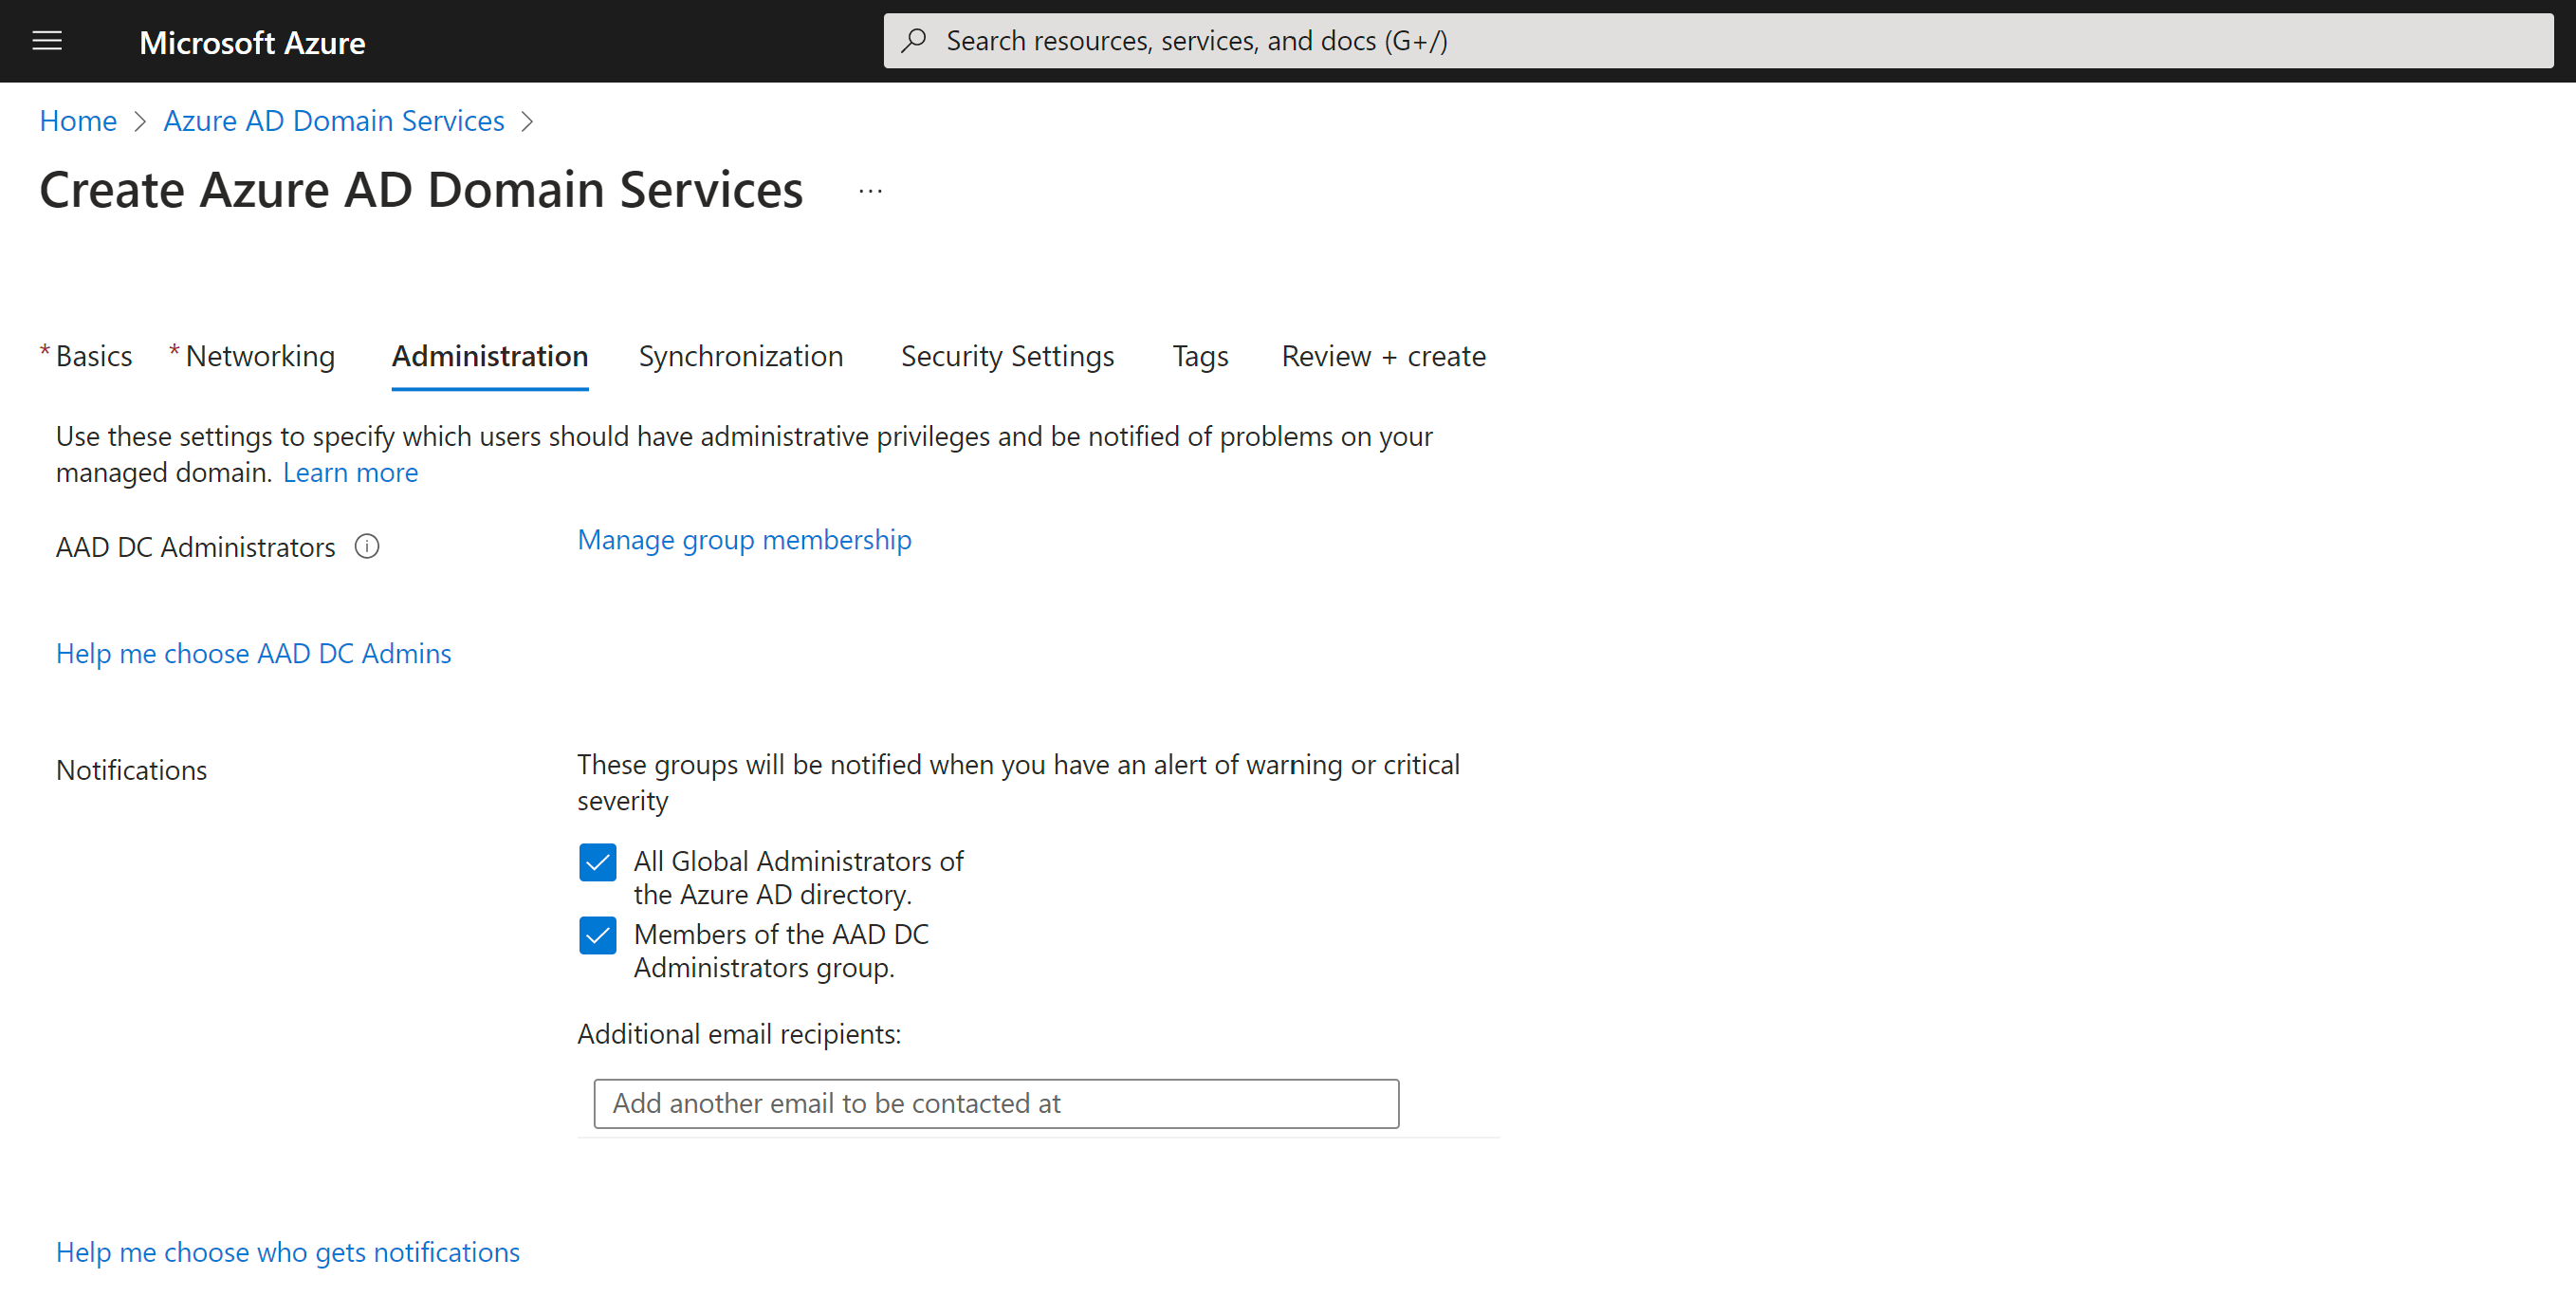 Microsoft Azure
Search resources, services, and docs (G+/)
Home > Azure AD Domain Services >
Create Azure AD Domain Services ...
* Basics * Networking Administration Synchronization Security Settings Tags Review + create
Use these settings to specify which users should have administrative privileges and be notified of problems on your
managed domain. Learn more
AAD DC Administrators
Manage group membership
Help me choose AAD DC Admins
Notifications
These groups will be notified when you have an alert of warning or critical
severity
All Global Administrators of
the Azure AD directory.
Members of the AAD DC
Administrators group.
Additional email recipients:
Add another email to be contacted at
Help me choose who gets notifications